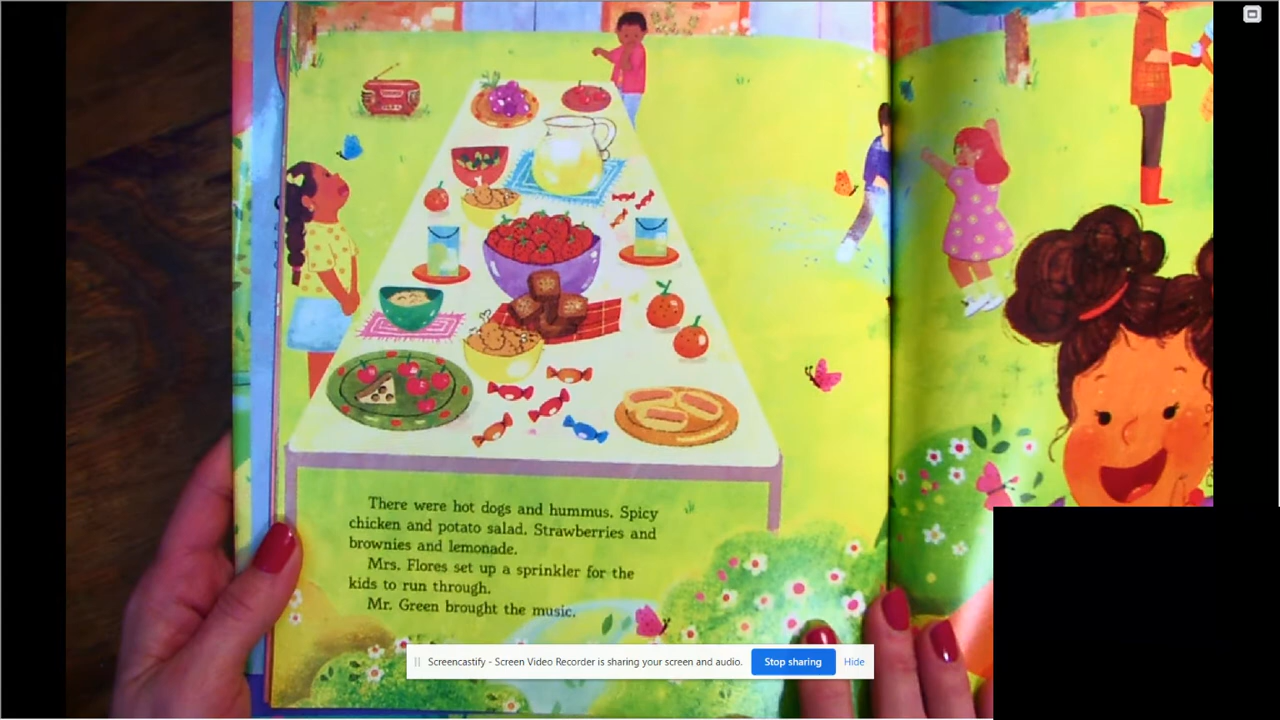 There were hot dogs and hummus. Spicy
chicken and potato salad. Strawberries and
brownies and lemonade.
Mrs. Flores set up a sprinkler for the
kids to run through.
Mr. Green brought the music.
Screencastify - Screen Video Recorder is sharing your screen and audio. Stop sharing Hide